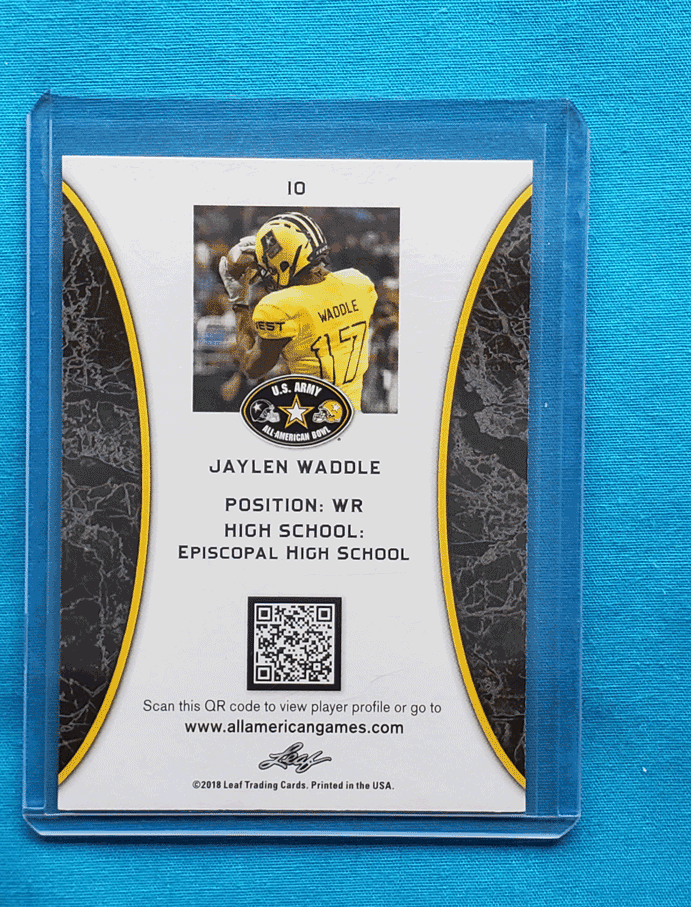 10
WADDLE
WEST
17
U.S. ARMY
ALL-AMERICAN BOWL
JAYLEN WADDLE
POSITION: WR
HIGH SCHOOL:
EPISCOPAL HIGH SCHOOL
Scan this QR code to view player profile or go to
www.allamericangames.com
Leaf
©2018 Leaf Trading Cards. Printed in the USA.